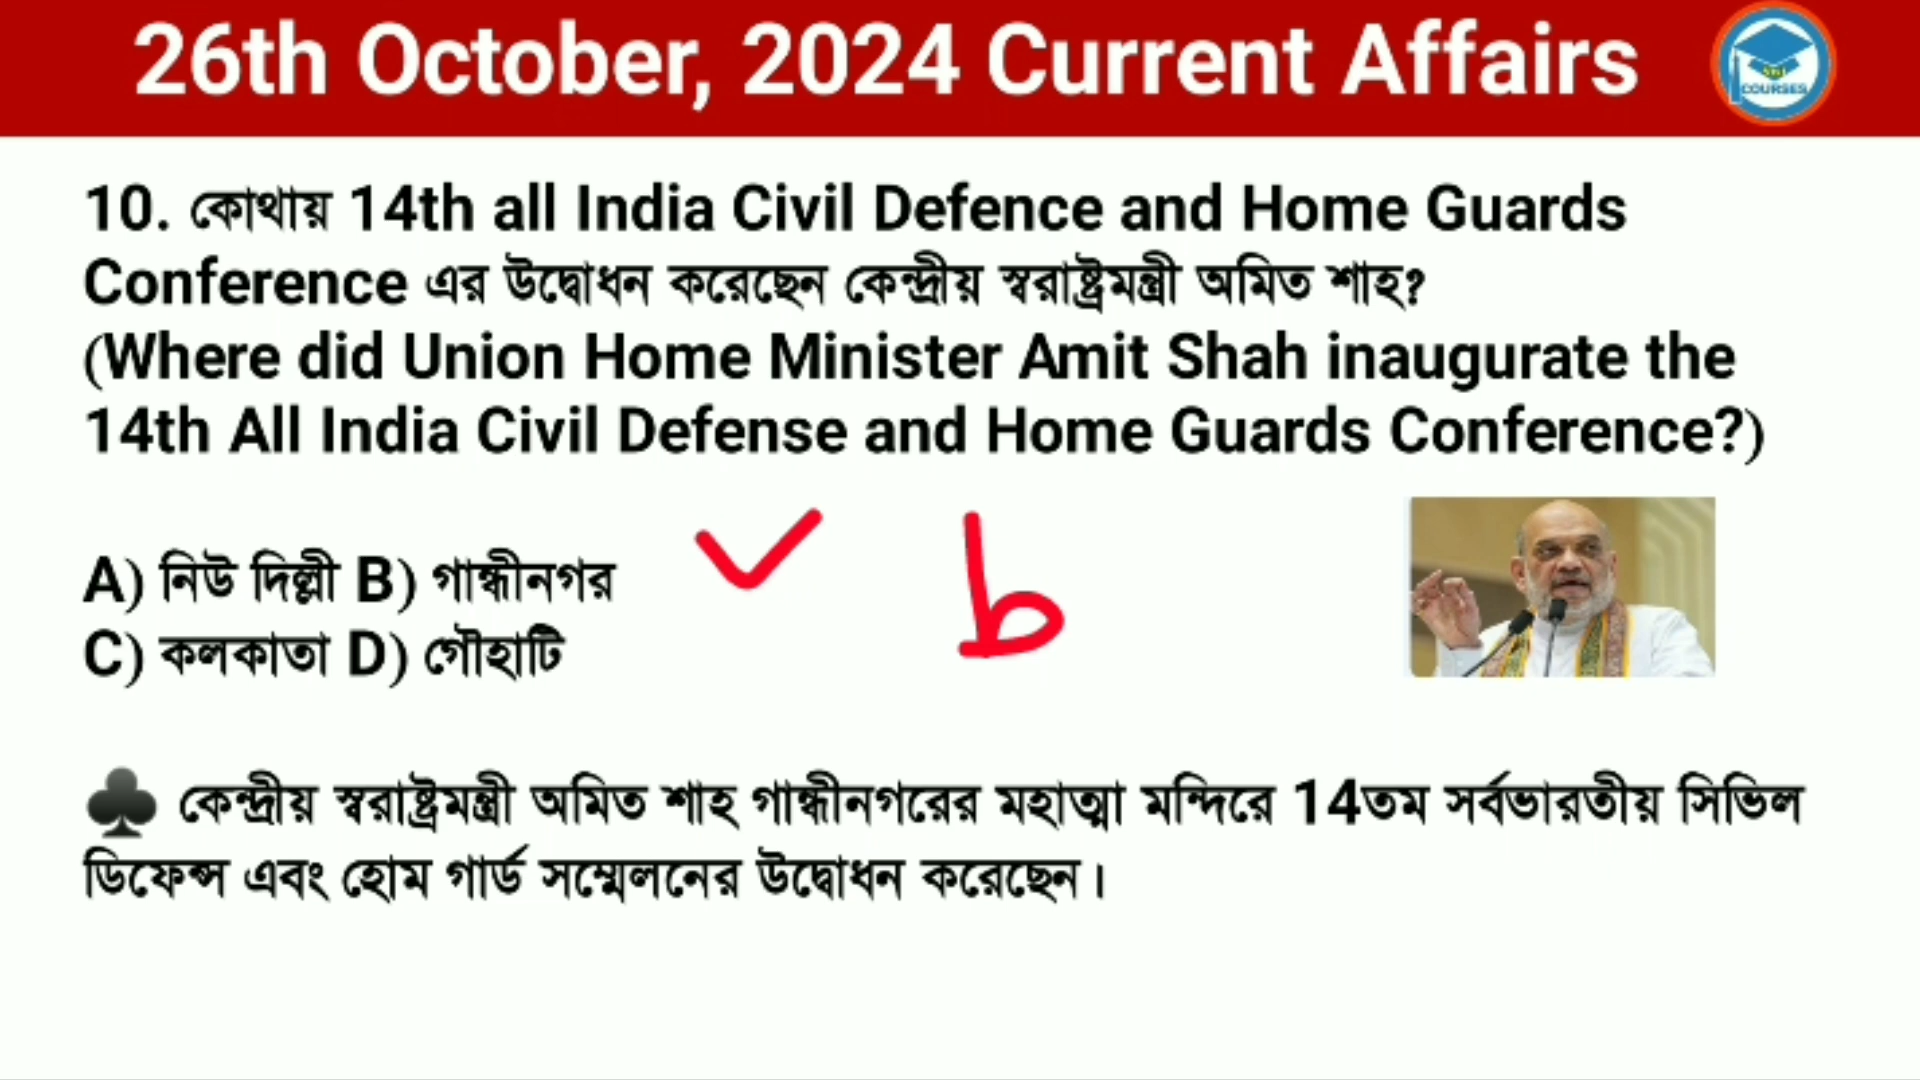 26th October, 2024 Current Affairs
COURSES
10. কোথায় 14th all India Civil Defence and Home Guards
Conference এর উদ্বোধন করেছেন কেন্দ্রীয় স্বরাষ্ট্রমন্ত্রী অমিত শাহ?
(Where did Union Home Minister Amit Shah inaugurate the
14th All India Civil Defense and Home Guards Conference?)
A) নিউ দিল্লী B) গান্ধীনগর
C) কলকাতা D) গৌহাটি
b
♣ কেন্দ্রীয় স্বরাষ্ট্রমন্ত্রী অমিত শাহ গান্ধীনগরের মহাত্মা মন্দিরে 14তম সর্বভারতীয় সিভিল
ডিফেন্স এবং হোম গার্ড সম্মেলনের উদ্বোধন করেছেন।